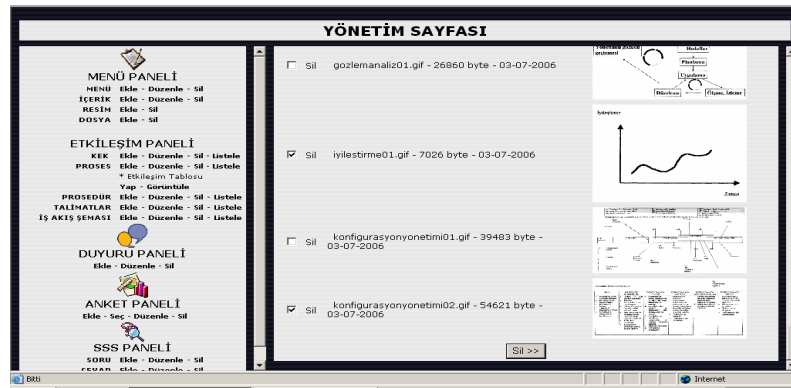 YÖNETİM SAYFASI
MENÜ PANELİ
MENÜ Ekle - Düzenle - Sil
İÇERİK Ekle - Düzenle - Sil
RESİM Ekle - Sil
DOSYA Ekle - Sil
ETKİLEŞİM PANELİ
KEK Ekle - Düzenle - Sil - Listele
PROSES Ekle - Düzenle - Sil - Listele
* Etkileşim Tablosu
Yap - Görüntüle
PROSEDÜR Ekle - Düzenle - Sil - Listele
TALİMATLAR Ekle - Düzenle - Sil - Listele
İŞ AKIŞ ŞEMASI Ekle - Düzenle - Sil - Listele
DUYURU PANELİ
Ekle - Düzenle - Sil
ANKET PANELİ
Ekle - Seç - Düzenle - Sil
SSS PANELİ
SORU Ekle - Düzenle - Sil
CEVAP Ekle - Düzenle - Sil
Sil gozlemanaliz01.gif - 26860 byte - 03-07-2006
Hedefler
Planlama
Uygulama
Düzeltme
Ölçme, İzleme
Sil iyilestirme01.gif - 7026 byte - 03-07-2006
İyileştirme
Zaman
Sil konfigurasyonyonetimi01.gif - 39483 byte -
03-07-2006
Sil konfigurasyonyonetimi02.gif - 54621 byte -
03-07-2006
Sil >>
Bitti
Internet